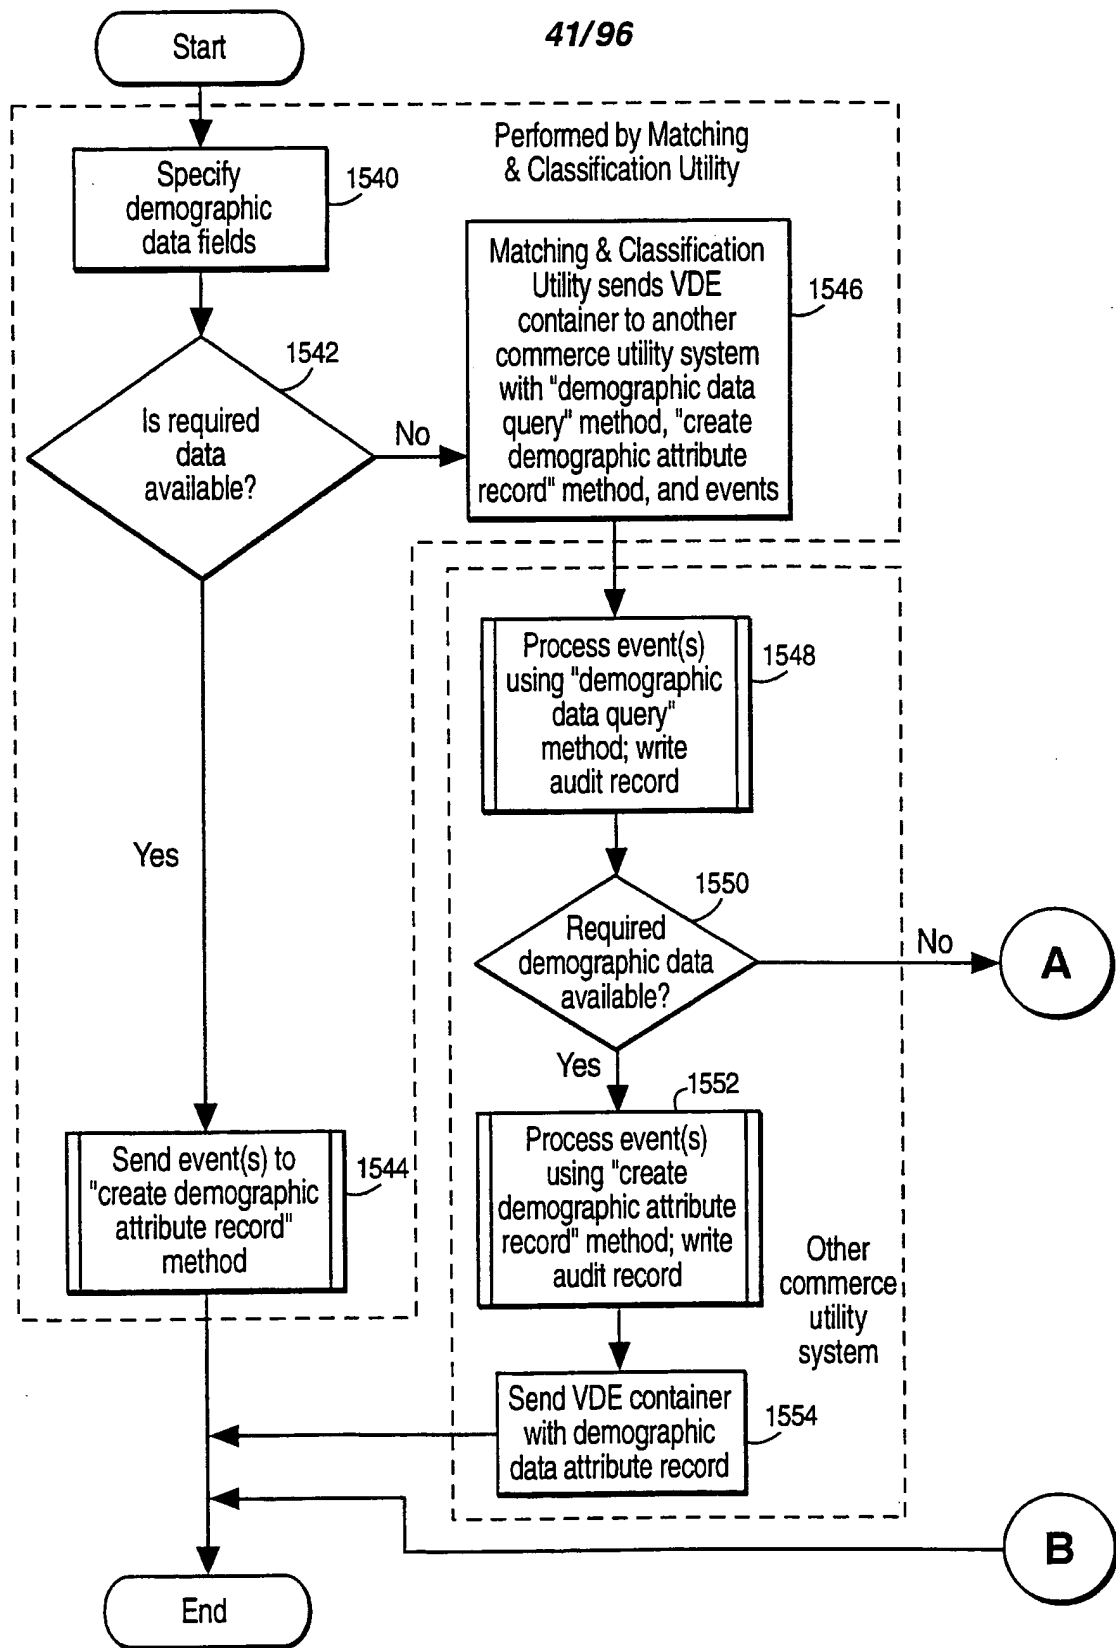 41/96
Start
Performed by Matching
& Classification Utility
Specify
demographic
data fields
1540
Matching & Classification
Utility sends VDE
container to another
commerce utility system
with "demographic data
query" method, "create
demographic attribute
record" method, and events
1546
1542
Is required
data
available?
No
Yes
Process event(s)
using "demographic
data query"
method; write
audit record
1548
1550
Required
demographic data
available?
No
A
Yes
1552
Process event(s)
using "create
demographic attribute
record" method; write
audit record
Send event(s) to
"create demographic
attribute record"
method
1544
Other
commerce
utility
system
Send VDE container
with demographic
data attribute record
1554
B
End